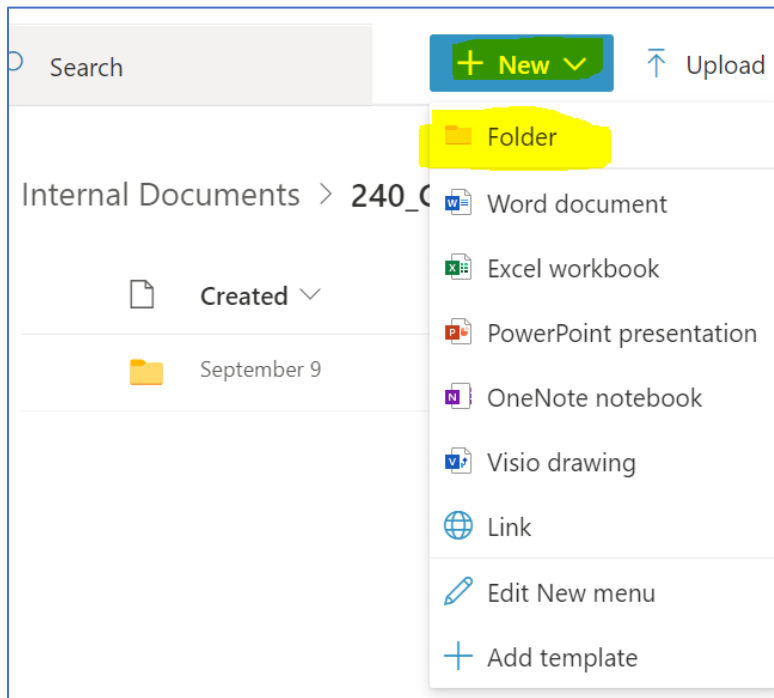 Search
New
Upload
Folder
Internal Documents > 240_
Word document
Created
Excel workbook
PowerPoint presentation
September 9
OneNote notebook
Visio drawing
Link
Edit New menu
Add template